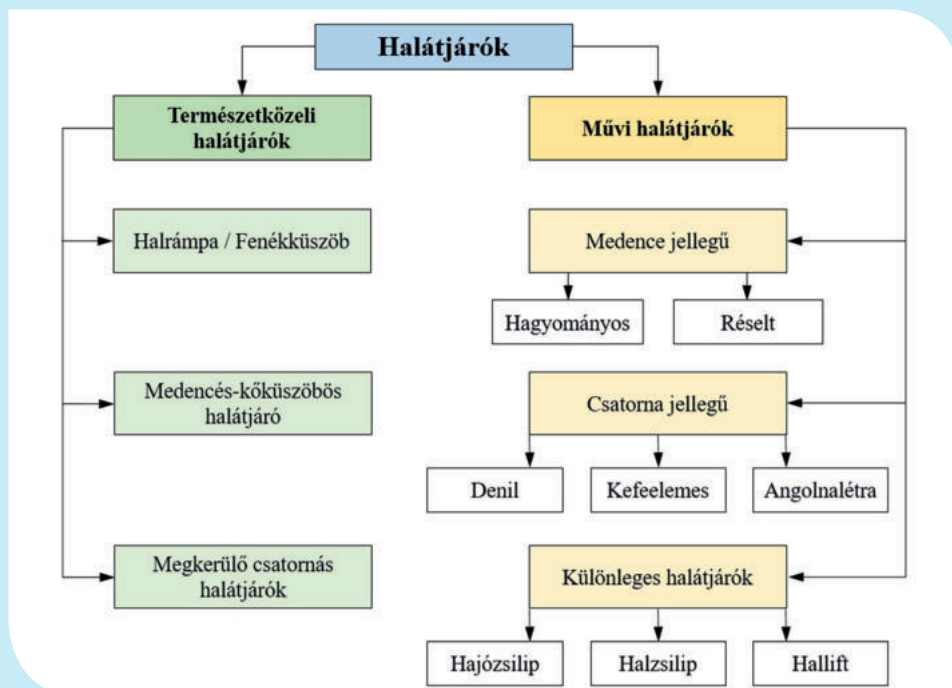 Halátjárók
Természetközeli
halátjárók
Művi halátjárók
Halrámpa / Fenékküszöb
Medence jellegű
Hagyományos
Réselt
Medencés-kőküszöbös
halátjáró
Csatorna jellegű
Denil
Kefeelemes
Angolnalétra
Megkerülő csatornás
halátjárók
Különleges halátjárók
Hajózsilip
Halzsilip
Hallift